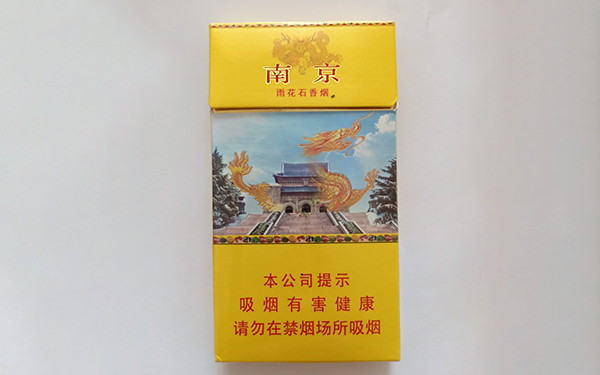 南京
雨花石香烟
本公司提示
吸烟有害健康
请勿在禁烟场所吸烟